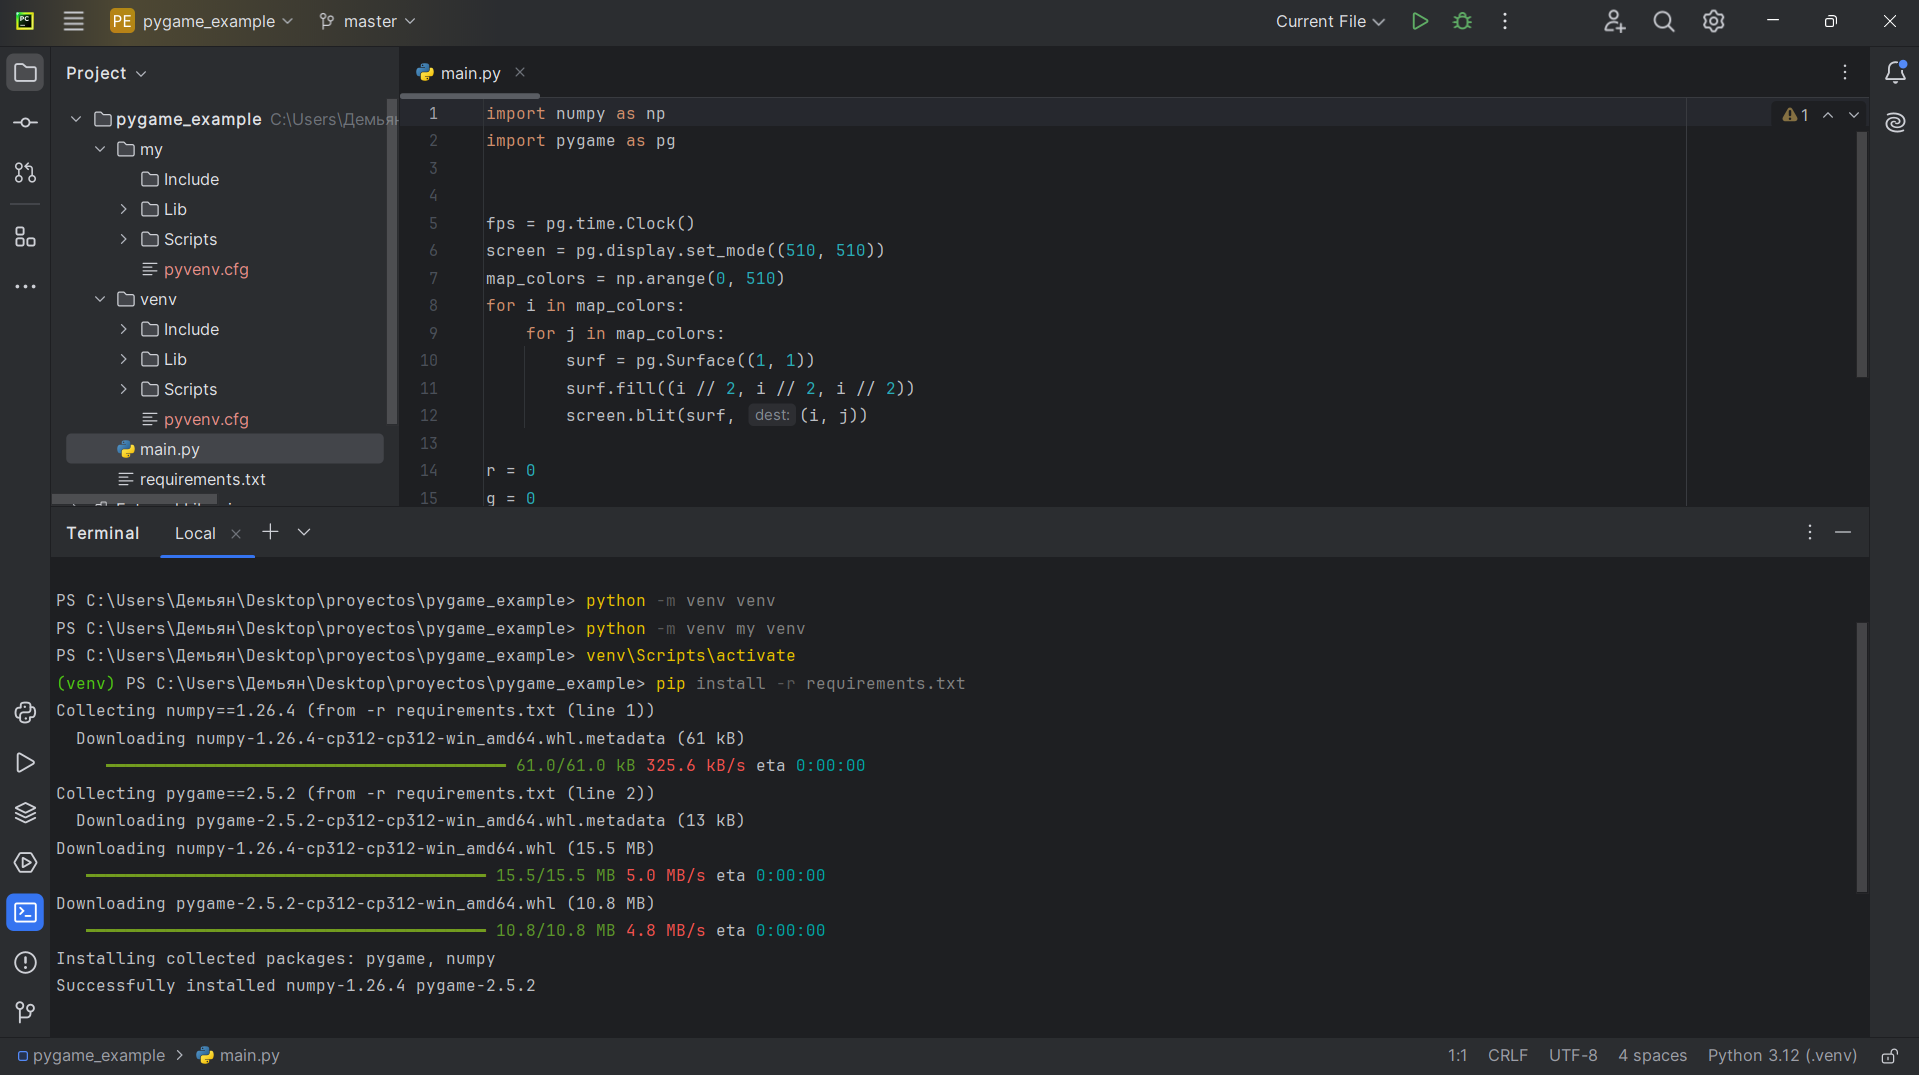 PC PE pygame_example master Current File
Project
pygame_example C:\Users\Демьян
my
Include
Lib
Scripts
pyvenv.cfg
venv
Include
Lib
Scripts
pyvenv.cfg
main.py
requirements.txt
main.py
1 import numpy as np
2 import pygame as pg
3
4
5 fps = pg.time.Clock()
6 screen = pg.display.set_mode((510, 510))
7 map_colors = np.arange(0, 510)
8 for i in map_colors:
9 for j in map_colors:
10 surf = pg.Surface((1, 1))
11 surf.fill((i // 2, i // 2, i // 2))
12 screen.blit(surf, dest: (i, j))
13
14 r = 0
15 g = 0
1
Terminal Local
PS C:\Users\Демьян\Desktop\proyectos\pygame_example> python -m venv venv
PS C:\Users\Демьян\Desktop\proyectos\pygame_example> python -m venv my venv
PS C:\Users\Демьян\Desktop\proyectos\pygame_example> venv\Scripts\activate
(venv) PS C:\Users\Демьян\Desktop\proyectos\pygame_example> pip install -r requirements.txt
Collecting numpy==1.26.4 (from -r requirements.txt (line 1))
Downloading numpy-1.26.4-cp312-cp312-win_amd64.whl.metadata (61 kB)
61.0/61.0 kB 325.6 kB/s eta 0:00:00
Collecting pygame==2.5.2 (from -r requirements.txt (line 2))
Downloading pygame-2.5.2-cp312-cp312-win_amd64.whl.metadata (13 kB)
Downloading numpy-1.26.4-cp312-cp312-win_amd64.whl (15.5 MB)
15.5/15.5 MB 5.0 MB/s eta 0:00:00
Downloading pygame-2.5.2-cp312-cp312-win_amd64.whl (10.8 MB)
10.8/10.8 MB 4.8 MB/s eta 0:00:00
Installing collected packages: pygame, numpy
Successfully installed numpy-1.26.4 pygame-2.5.2
pygame_example > main.py 1:1 CRLF UTF-8 4 spaces Python 3.12 (.venv)